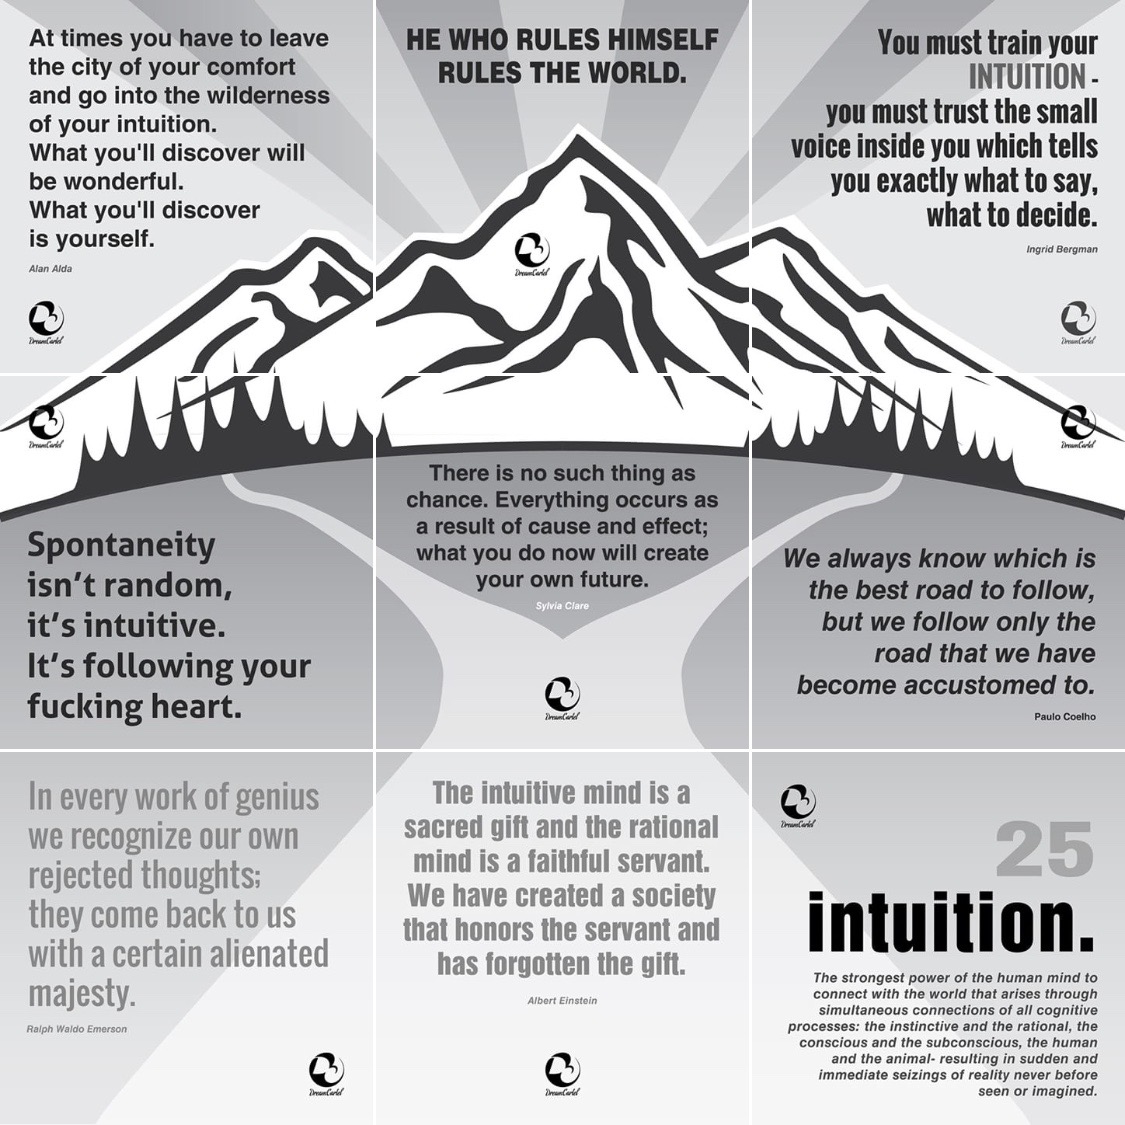 At times you have to leave
the city of your comfort
and go into the wilderness
of your intuition.
What you'll discover will
be wonderful.
What you'll discover
is yourself.
Alan Alda
DreamCartel
HE WHO RULES HIMSELF
RULES THE WORLD.
DreamCartel
You must train your
INTUITION -
you must trust the small
voice inside you which tells
you exactly what to say,
what to decide.
Ingrid Bergman
DreamCartel
DreamCartel
Spontaneity
isn't random,
it's intuitive.
It's following your
fucking heart.
There is no such thing as
chance. Everything occurs as
a result of cause and effect;
what you do now will create
your own future.
Sylvia Clare
DreamCartel
DreamCartel
We always know which is
the best road to follow,
but we follow only the
road that we have
become accustomed to.
Paulo Coelho
In every work of genius
we recognize our own
rejected thoughts;
they come back to us
with a certain alienated
majesty.
Ralph Waldo Emerson
DreamCartel
The intuitive mind is a
sacred gift and the rational
mind is a faithful servant.
We have created a society
that honors the servant and
has forgotten the gift.
Albert Einstein
DreamCartel
DreamCartel
25
intuition.
The strongest power of the human mind to
connect with the world that arises through
simultaneous connections of all cognitive
processes: the instinctive and the rational, the
conscious and the subconscious, the human
and the animal- resulting in sudden and
immediate seizings of reality never before
seen or imagined.